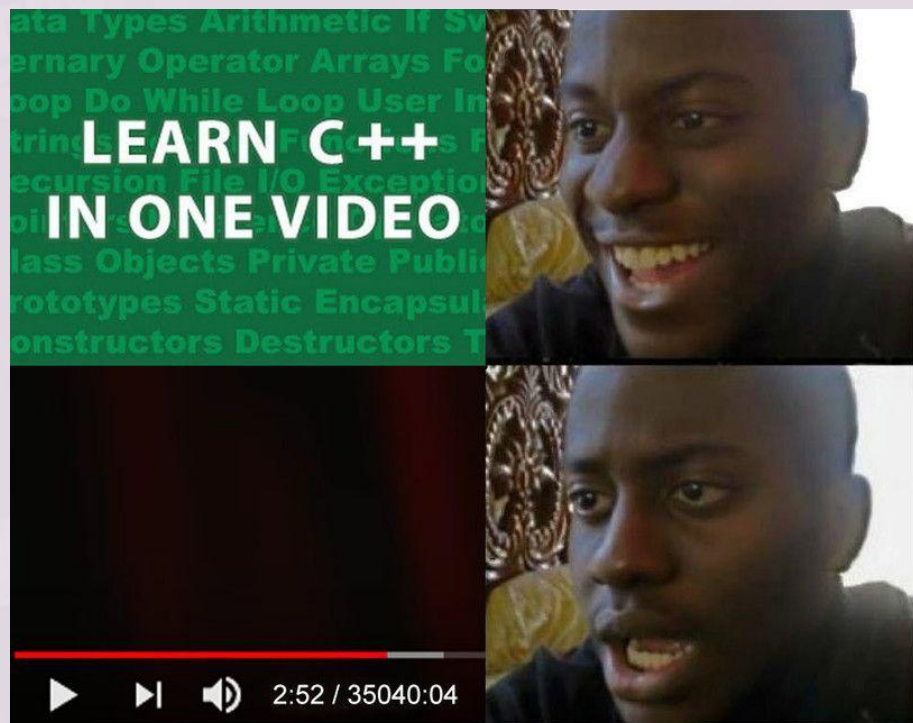 ata Types Arithmetic If Sw
ernary Operator Arrays Fo
oop Do While Loop User In
LEARN C++
ecursion File I/O Exceptio
IN ONE VIDEO
lass Objects Private Publi
rototypes Static Encapsul
onstructors Destructors T
2:52 / 35040:04